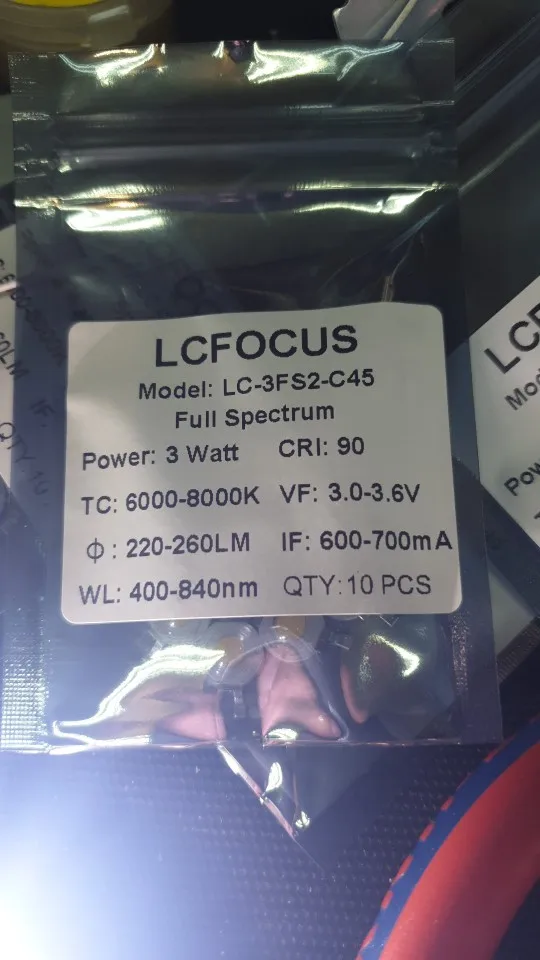 LCFOCUS
Model: LC-3FS2-C45
Full Spectrum
Power: 3 Watt CRI: 90
TC: 6000-8000K VF: 3.0-3.6V
Φ: 220-260LM IF: 600-700mA
WL: 400-840nm QTY: 10 PCS